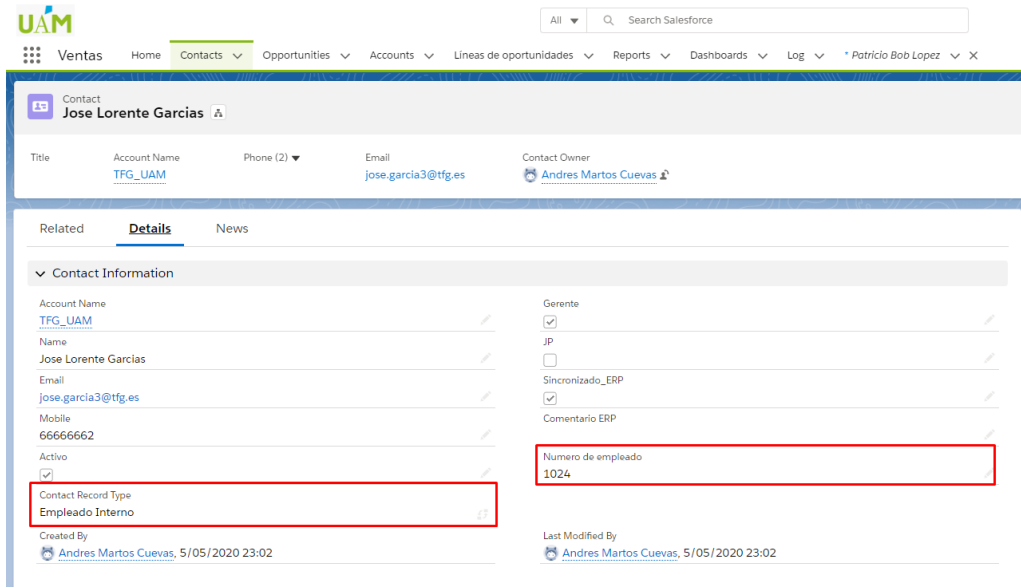 UAM
All
Search Salesforce
Ventas Home Contacts Opportunities Accounts Líneas de oportunidades Reports Dashboards Log * Patricio Bob Lopez
Contact
Jose Lorente Garcias
Title Account Name Phone (2) Email Contact Owner
TFG_UAM jose.garcia3@tfg.es Andres Martos Cuevas
Related Details News
Contact Information
Account Name
TFG_UAM
Gerente
Name
Jose Lorente Garcias
JP
Email
jose.garcía3@tfg.es
Sincronizado_ERP
Mobile
66666662
Comentario ERP
Activo
Numero de empleado
1024
Contact Record Type
Empleado Interno
Created By
Andres Martos Cuevas, 5/05/2020 23:02
Last Modified By
Andres Martos Cuevas, 5/05/2020 23:02